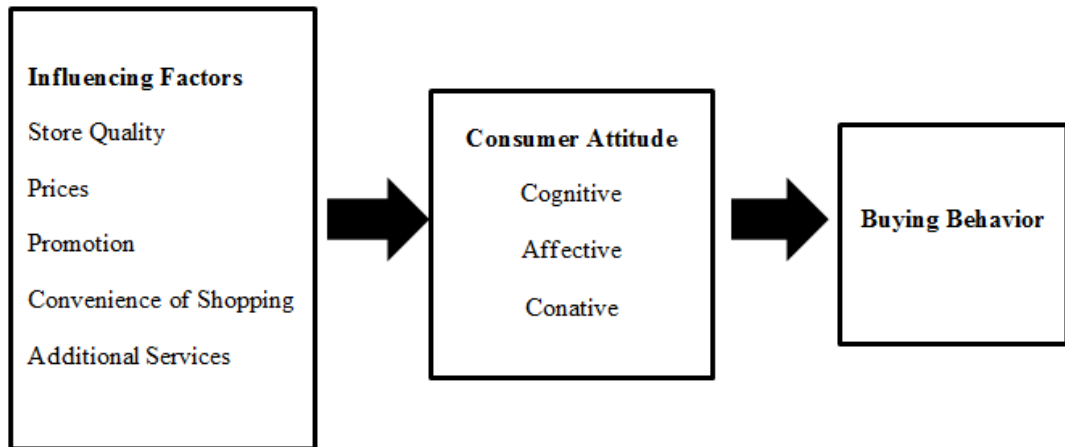 Influencing Factors
Store Quality
Prices
Promotion
Convenience of Shopping
Additional Services
Consumer Attitude
Cognitive
Affective
Conative
Buying Behavior